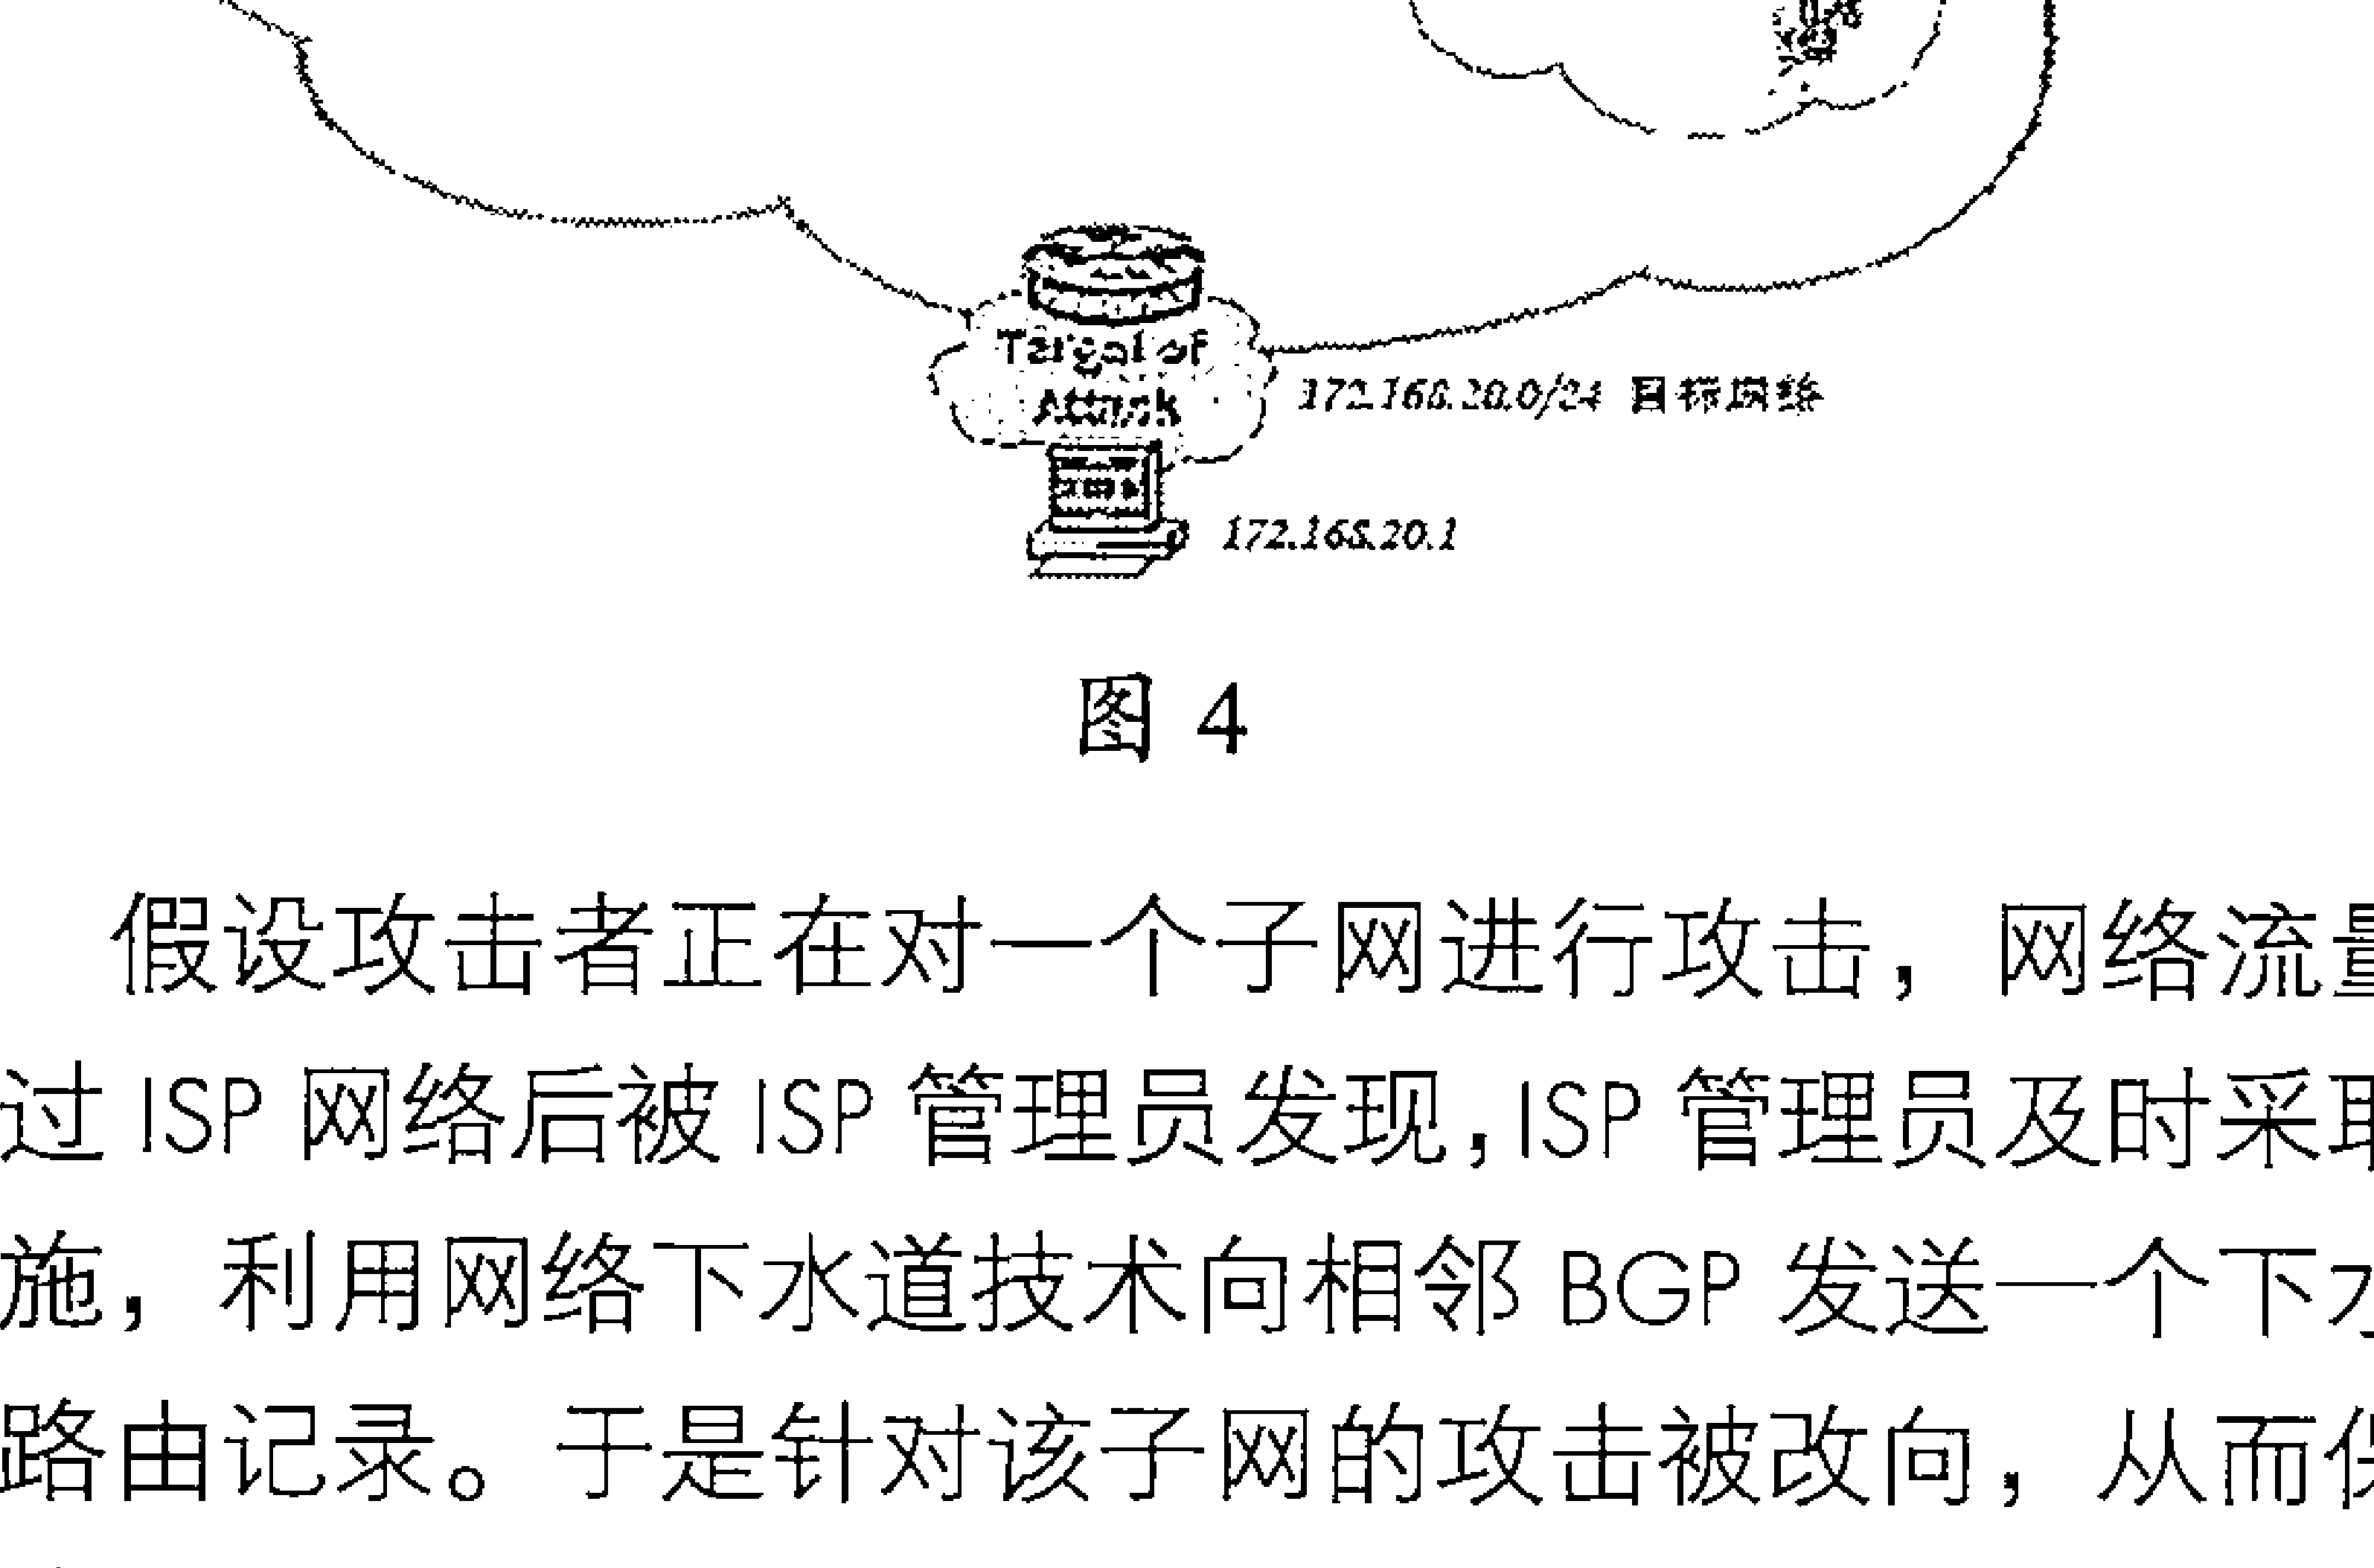 Target of
Attack
172.168.20.0/24 目标网络
172.168.20.1
图 4
假设攻击者正在对一个子网进行攻击，网络流量
过 ISP 网络后被 ISP 管理员发现，ISP 管理员及时采取
施，利用网络下水道技术向相邻 BGP 发送一个下水
路由记录。于是针对该子网的攻击被改向，从而保